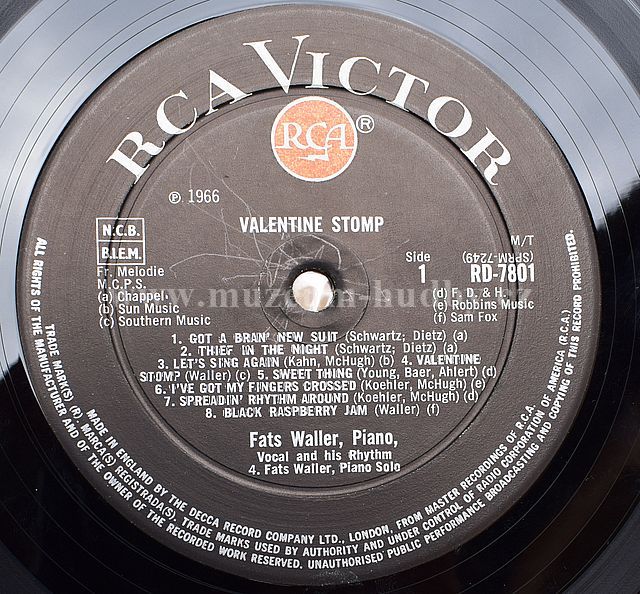 RCA VICTOR
RCA ®
℗ 1966
VALENTINE STOMP
N.C.B.
B.I.E.M.
Fr. Melodie
M.C.P.S.
(a) Chappel
(b) Sun Music
(c) Southern Music
M/T
(SPRM-7249)
Side
1 RD-7801
(d) F. D. & H.
(e) Robbins Music
(f) Sam Fox
1. GOT A BRAN' NEW SUIT (Schwartz; Dietz) (a)
2. THIEF IN THE NIGHT (Schwartz; Dietz) (a)
3. LET'S SING AGAIN (Kahn, McHugh) (b) 4. VALENTINE
STOMP (Waller) (c) 5. SWEET THING (Young, Baer, Ahlert) (d)
6. I'VE GOT MY FINGERS CROSSED (Koehler, McHugh) (e)
7. SPREADIN' RHYTHM AROUND (Koehler, McHugh) (d)
8. BLACK RASPBERRY JAM (Waller) (f)
Fats Waller, Piano,
Vocal and his Rhythm
4. Fats Waller, Piano Solo
TRADE MARK(S) (R), MARCA(S) REGISTRADA(S), TRADE MARKS USED BY AUTHORITY AND UNDER CONTROL OF RADIO CORPORATION OF AMERICA (R.C.A.)
MADE IN ENGLAND BY THE DECCA RECORD COMPANY LTD., LONDON, FROM MASTER RECORDINGS OF R.C.A.
ALL RIGHTS OF THE MANUFACTURER AND OF THE OWNER OF THE RECORDED WORK RESERVED. UNAUTHORISED PUBLIC PERFORMANCE BROADCASTING AND COPYING OF THIS RECORD PROHIBITED.